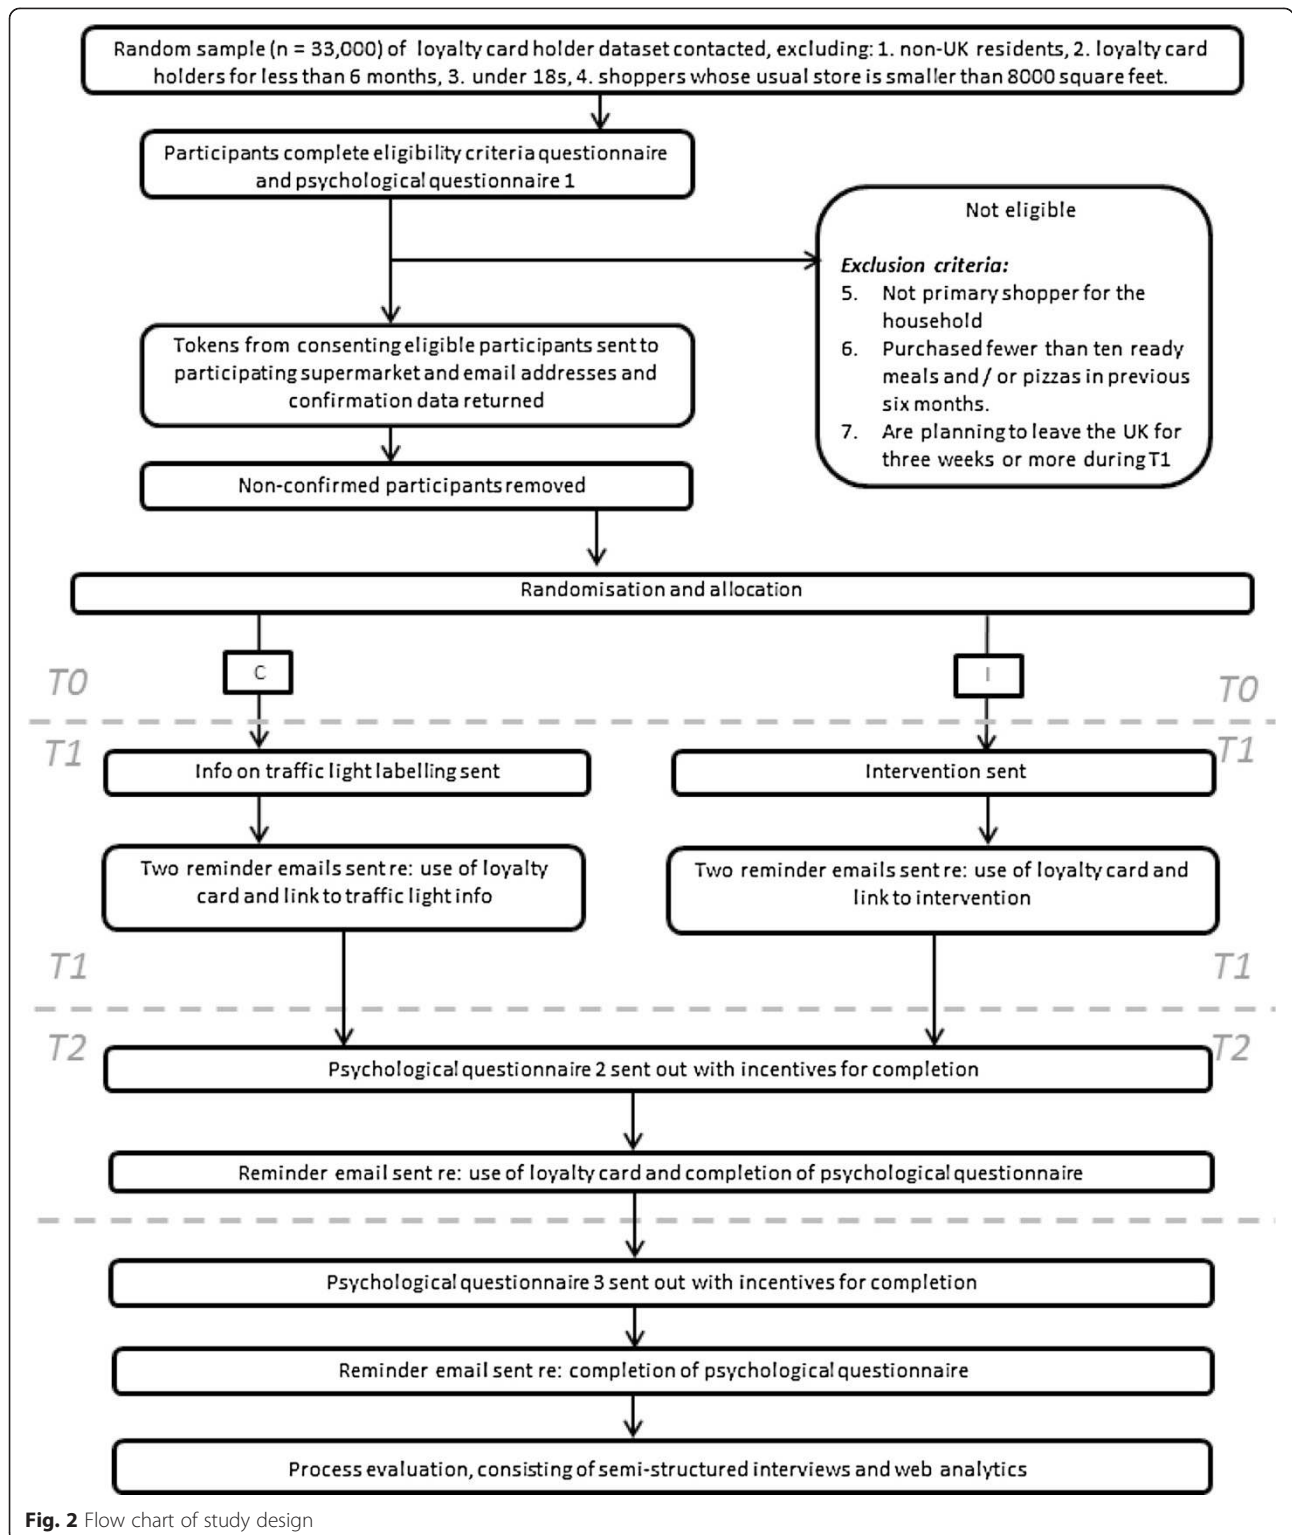 Random sample (n = 33,000) of loyalty card holder dataset contacted, excluding: 1. non-UK residents, 2. loyalty card
holders for less than 6 months, 3. under 18s, 4. shoppers whose usual store is smaller than 8000 square feet.
Participants complete eligibility criteria questionnaire
and psychological questionnaire 1
Not eligible
Exclusion criteria:
5. Not primary shopper for the
household
6. Purchased fewer than ten ready
meals and / or pizzas in previous
six months.
7. Are planning to leave the UK for
three weeks or more during T1
Tokens from consenting eligible participants sent to
participating supermarket and email addresses and
confirmation data returned
Non-confirmed participants removed
Randomisation and allocation
C
I
T0
T0
T1
T1
Info on traffic light labelling sent
Intervention sent
Two reminder emails sent re: use of loyalty
card and link to traffic light info
Two reminder emails sent re: use of loyalty card and
link to intervention
T1
T1
T2
T2
Psychological questionnaire 2 sent out with incentives for completion
Reminder email sent re: use of loyalty card and completion of psychological questionnaire
Psychological questionnaire 3 sent out with incentives for completion
Reminder email sent re: completion of psychological questionnaire
Process evaluation, consisting of semi-structured interviews and web analytics
Fig. 2 Flow chart of study design